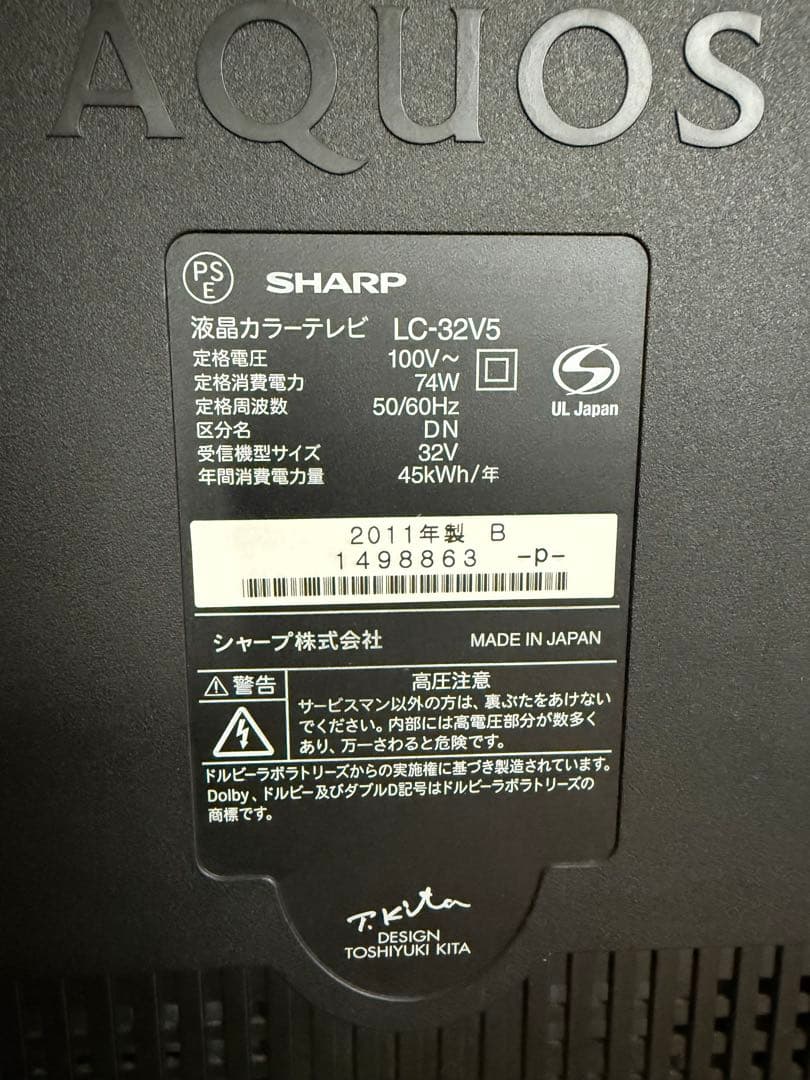 AQUOS
PS
E
SHARP
液晶カラーテレビ LC-32V5
定格電圧 100V～
定格消費電力 74W
定格周波数 50/60Hz
区分名 DN
受信機型サイズ 32V
年間消費電力量 45kWh/年
UL Japan
2011年製 B
1498863 -p-
シャープ株式会社 MADE IN JAPAN
警告
高圧注意
サービスマン以外の方は、裏ぶたをあけない
でください。内部には高電圧部分が数多く
あり、万一さわると危険です。
ドルビーラボラトリーズからの実施権に基づき製造されています。
Dolby、ドルビー及びダブルD記号はドルビーラボラトリーズの
商標です。
T.Kita
DESIGN
TOSHIYUKI KITA